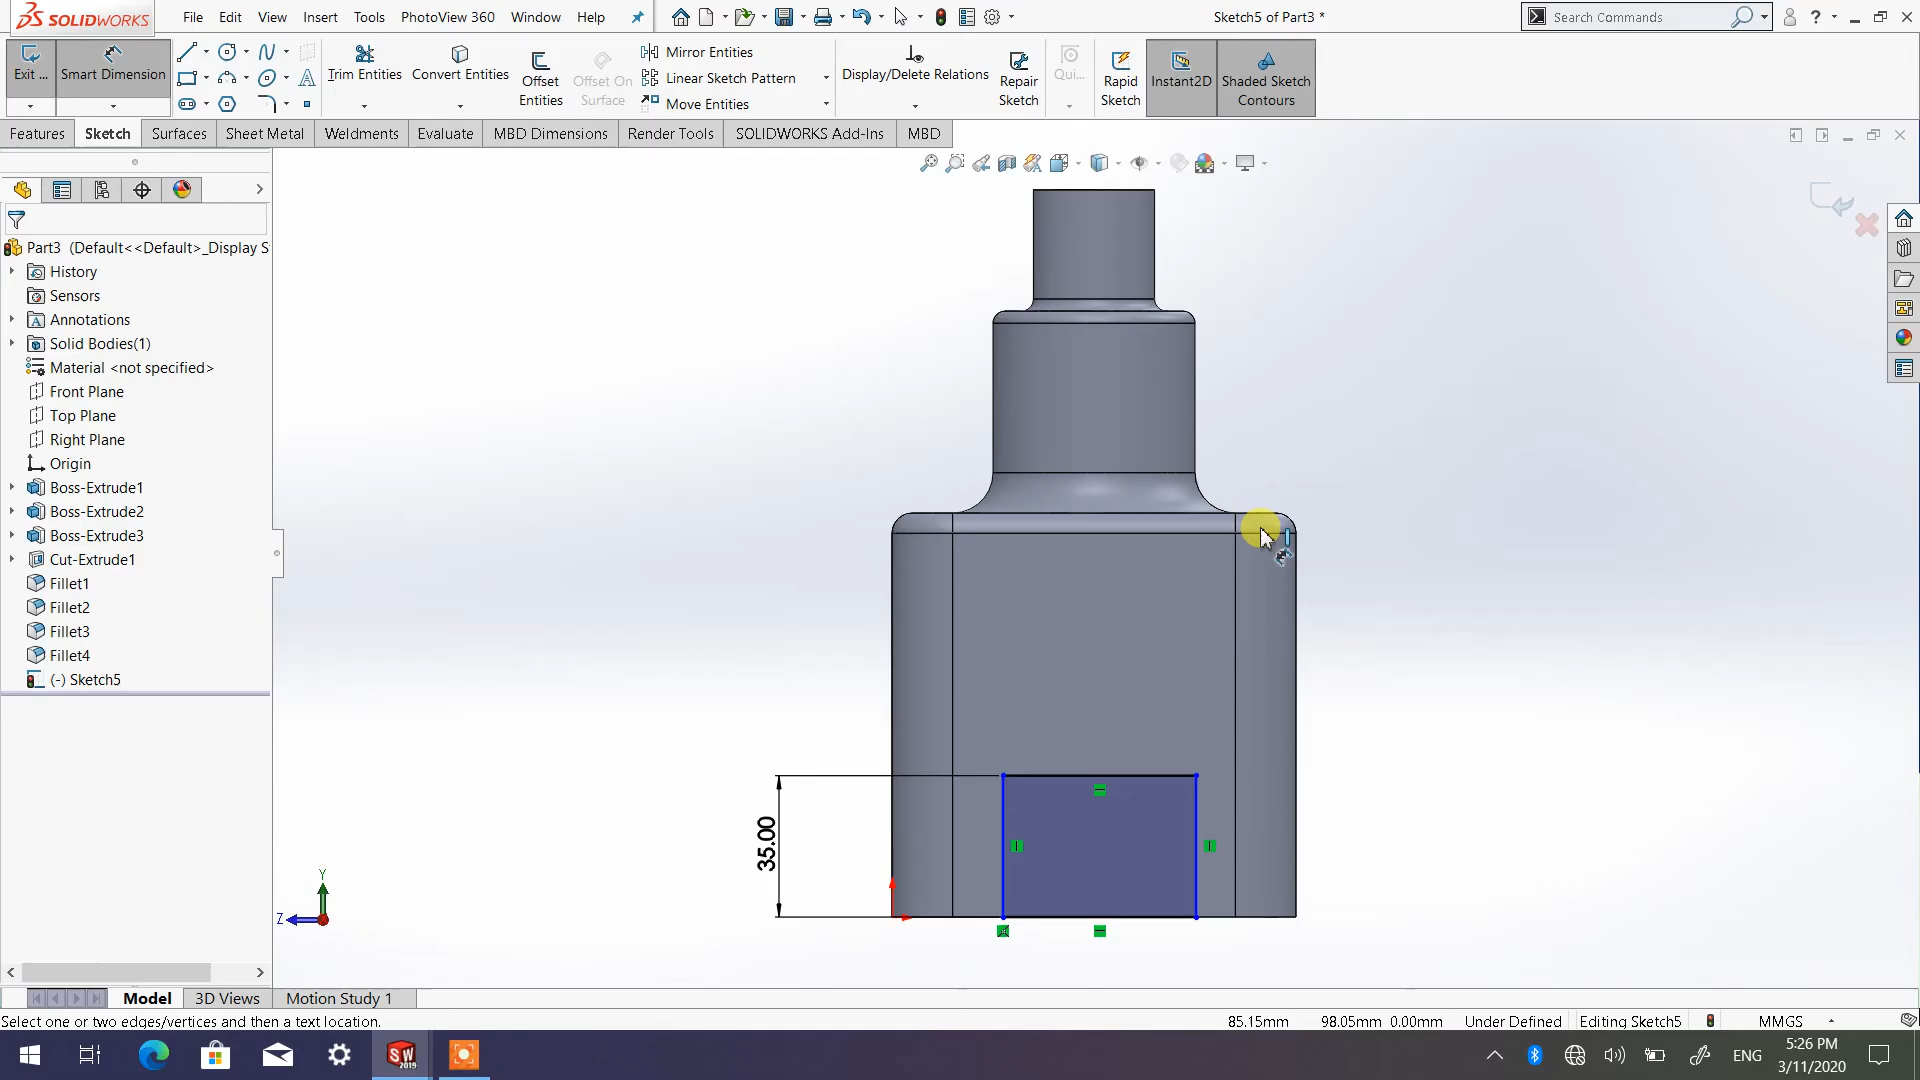 SOLIDWORKS File Edit View Insert Tools PhotoView 360 Window Help Sketch5 of Part3 * Search Commands ?
Exit ... Smart Dimension Trim Entities Convert Entities Offset Entities Offset On Surface Mirror Entities Linear Sketch Pattern Move Entities Display/Delete Relations Repair Sketch Qui... Rapid Sketch Instant2D Shaded Sketch Contours
Features Sketch Surfaces Sheet Metal Weldments Evaluate MBD Dimensions Render Tools SOLIDWORKS Add-Ins MBD
Part3 (Default<<Default>_Display S
History
Sensors
Annotations
Solid Bodies(1)
Material <not specified>
Front Plane
Top Plane
Right Plane
Origin
Boss-Extrude1
Boss-Extrude2
Boss-Extrude3
Cut-Extrude1
Fillet1
Fillet2
Fillet3
Fillet4
(-) Sketch5
35.00
Y
Z
Model 3D Views Motion Study 1
Select one or two edges/vertices and then a text location. 85.15mm 98.05mm 0.00mm Under Defined Editing Sketch5 MMGS
SW 2019 ENG 5:26 PM
3/11/2020